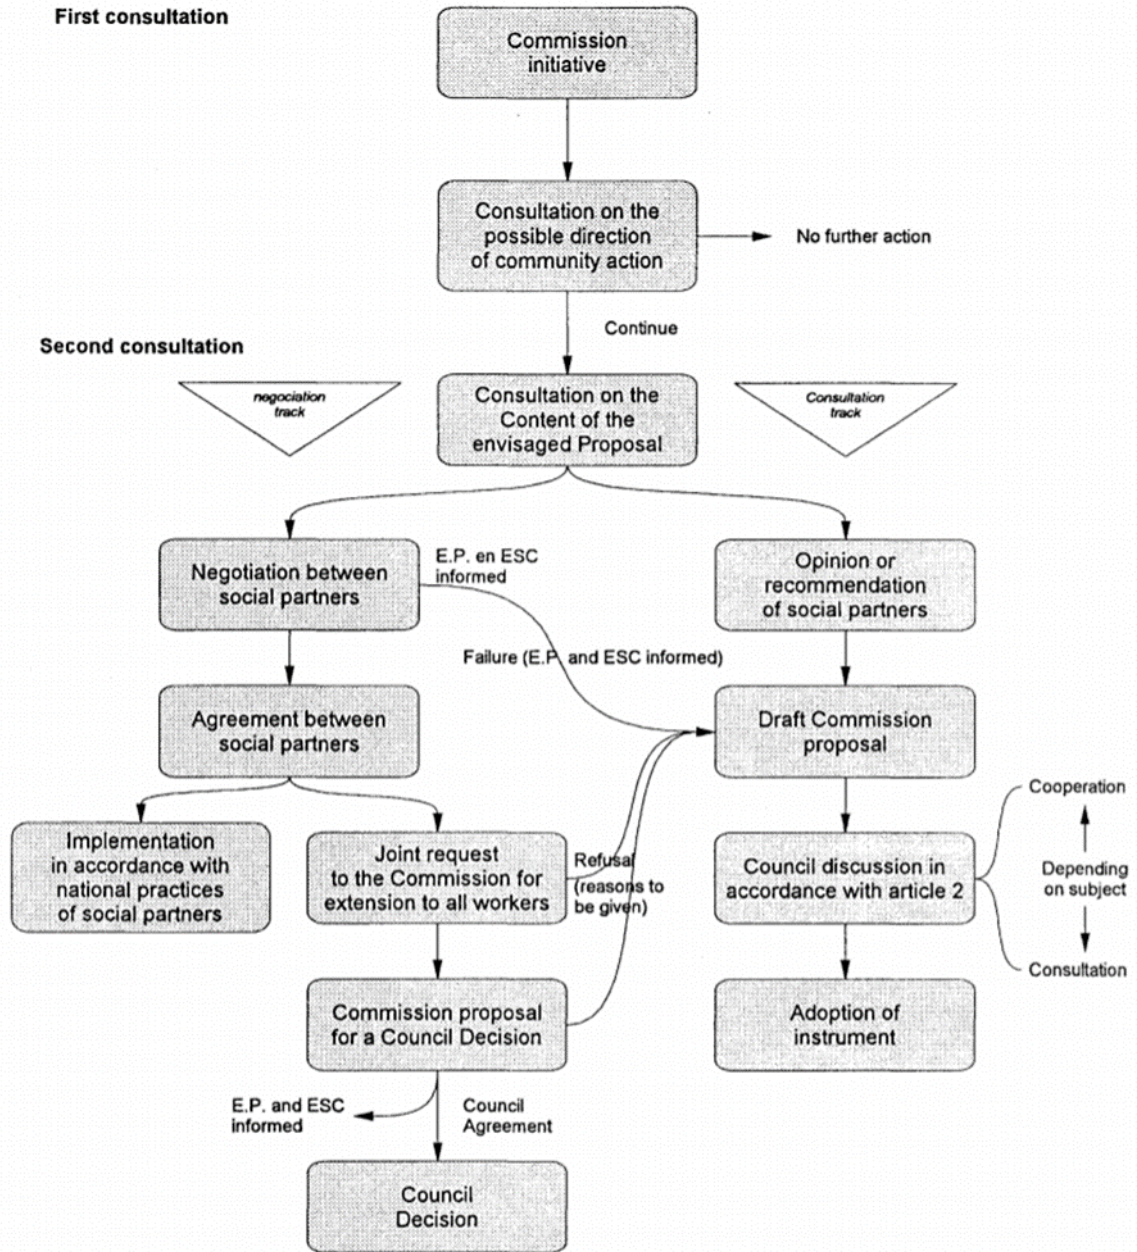 First consultation
Commission
initiative
Consultation on the
possible direction
of community action
No further action
Continue
Second consultation
negociation
track
Consultation on the
Content of the
envisaged Proposal
Consultation
track
Negotiation between
social partners
E.P. en ESC
informed
Opinion or
recommendation
of social partners
Failure (E.P. and ESC informed)
Agreement between
social partners
Draft Commission
proposal
Implementation
in accordance with
national practices
of social partners
Joint request
to the Commission for
extension to all workers
Refusal
(reasons to
be given)
Council discussion in
accordance with article 2
Cooperation
Depending
on subject
Consultation
Commission proposal
for a Council Decision
Adoption of
instrument
E.P. and ESC
informed
Council
Agreement
Council
Decision